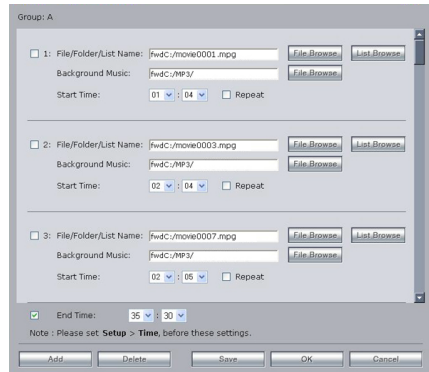 Group: A
1: File/Folder/List Name: fwdC:/movie0001.mpg File Browse List Browse
Background Music: fwdC:/MP3/ File Browse
Start Time: 01 : 04 Repeat
2: File/Folder/List Name: fwdC:/movie0003.mpg File Browse List Browse
Background Music: fwdC:/MP3/ File Browse
Start Time: 02 : 04 Repeat
3: File/Folder/List Name: fwdC:/movie0007.mpg File Browse List Browse
Background Music: fwdC:/MP3/ File Browse
Start Time: 02 : 05 Repeat
End Time: 35 : 30
Note : Please set Setup > Time, before these settings.
Add Delete Save OK Cancel